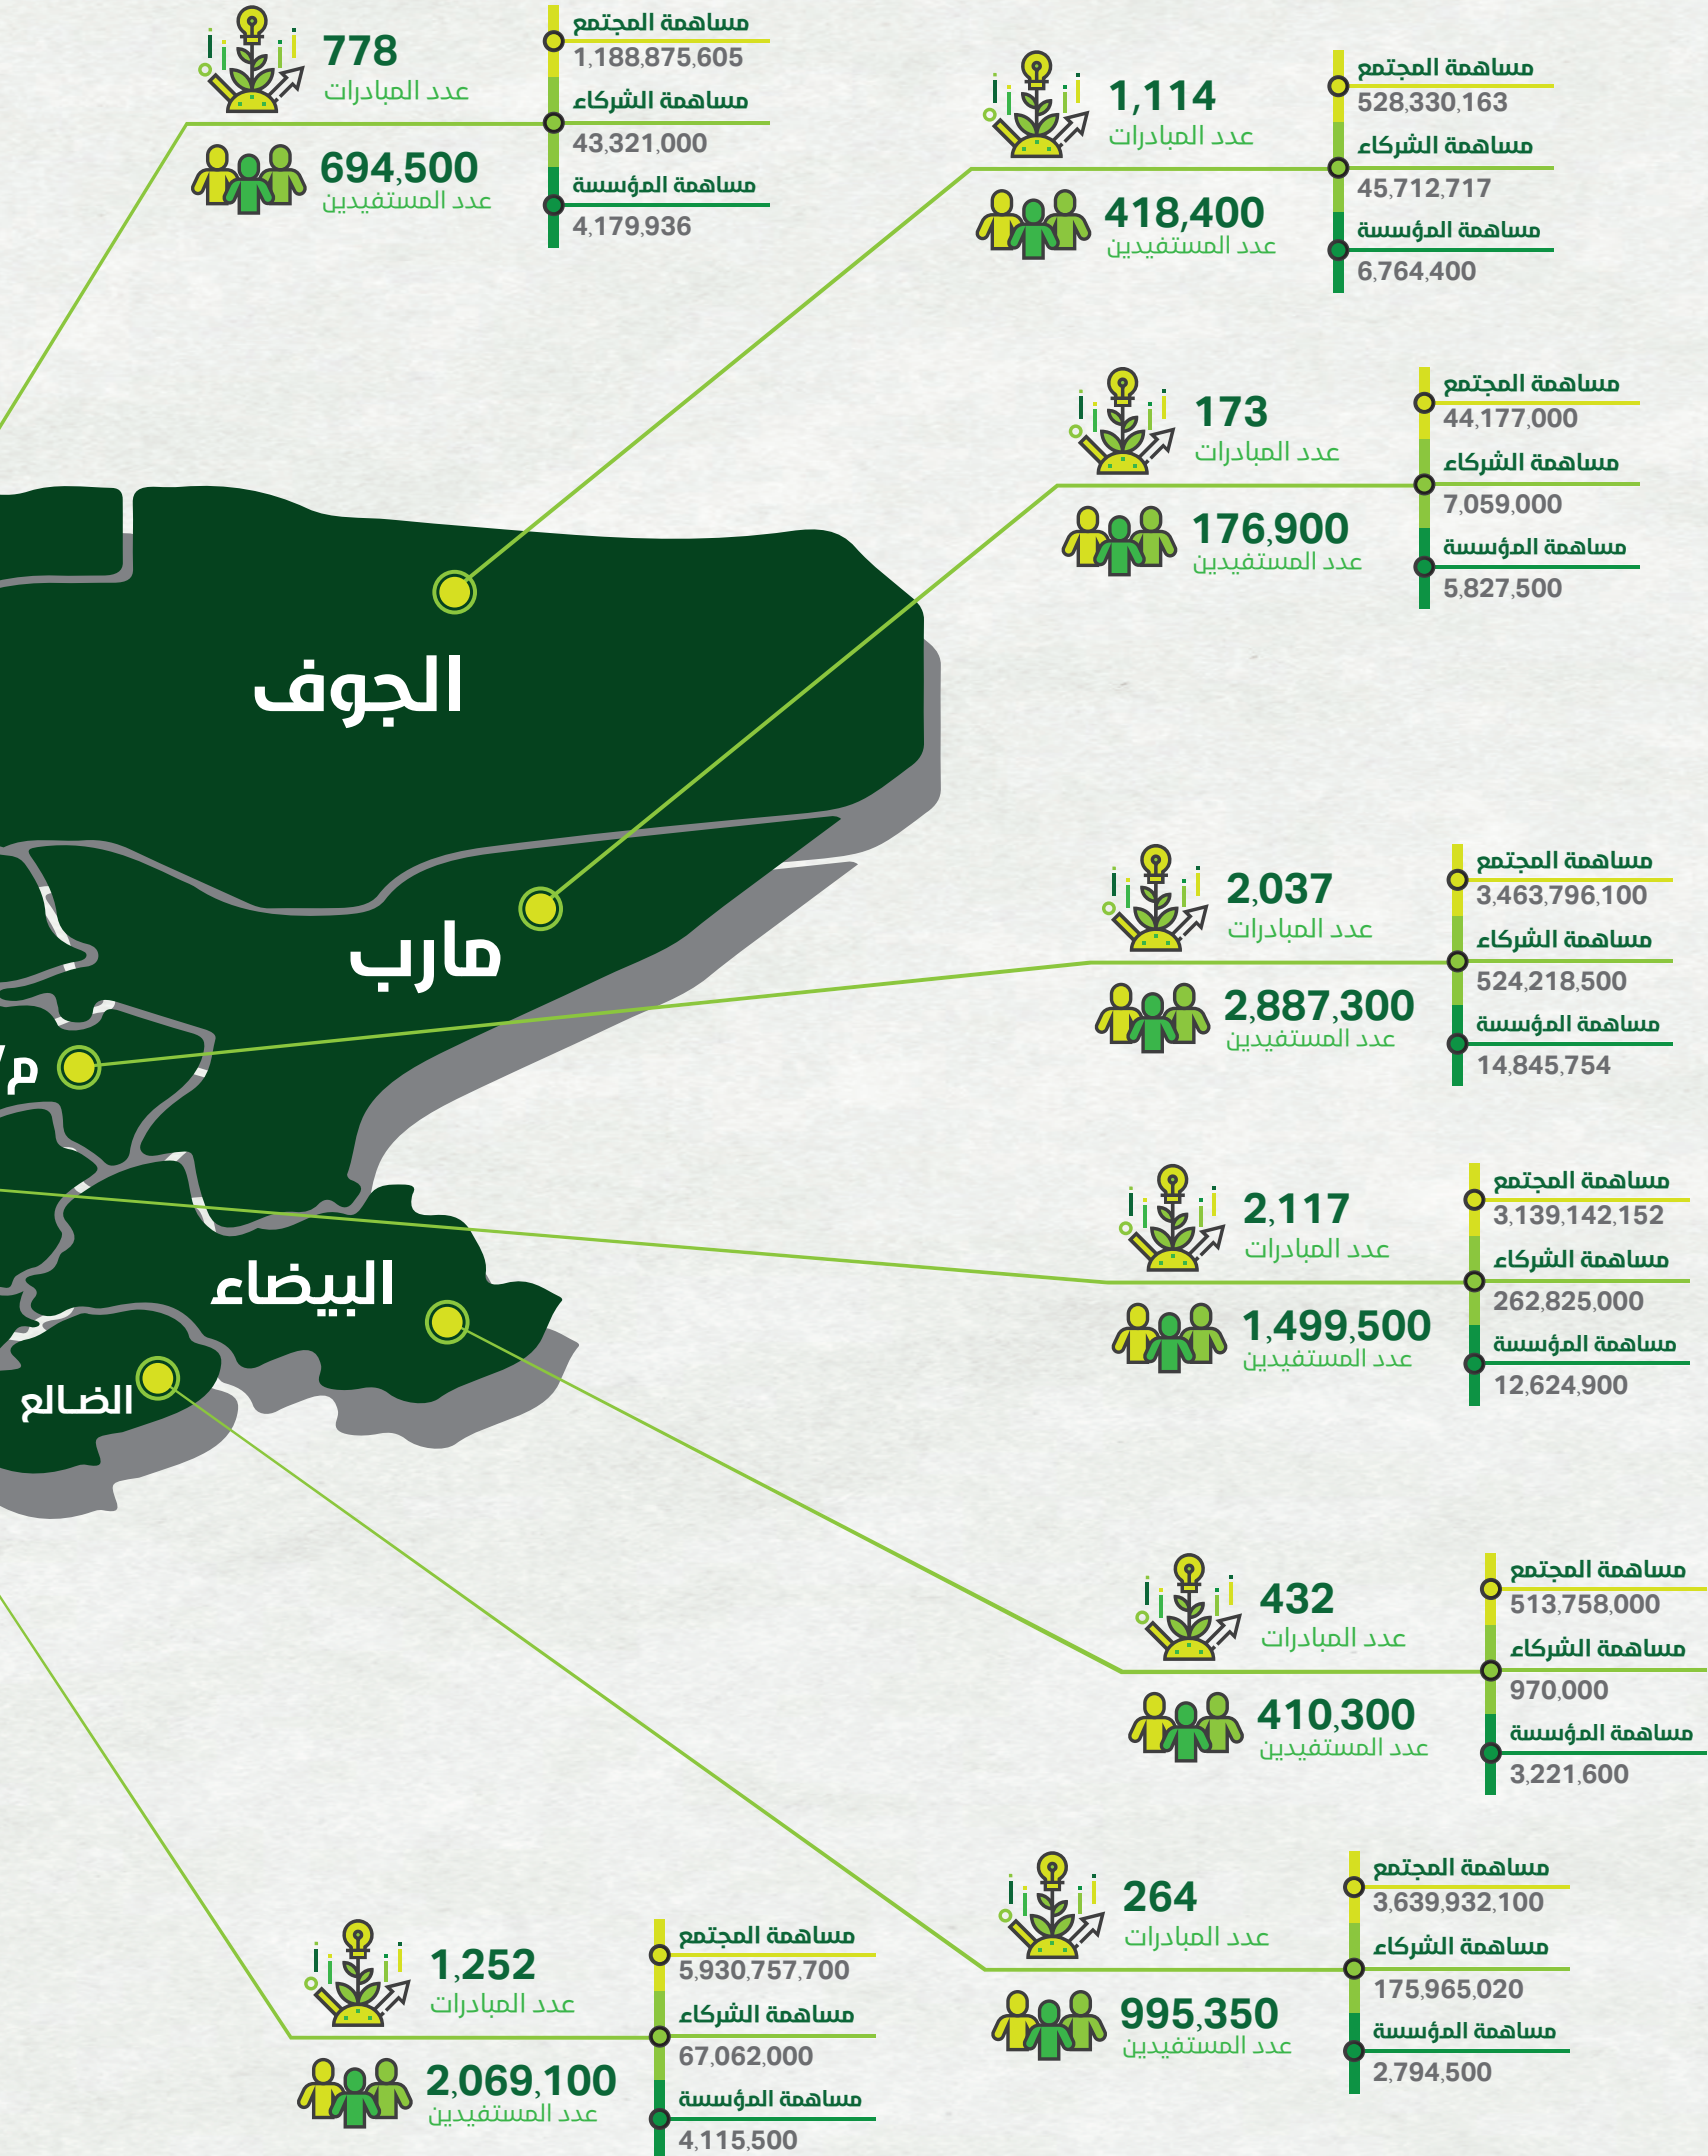 778
عدد المبادرات
694,500
عدد المستفيدين
مساهمة المجتمع
1,188,875,605
مساهمة الشركاء
43,321,000
مساهمة المؤسسة
4,179,936
1,114
عدد المبادرات
418,400
عدد المستفيدين
مساهمة المجتمع
528,330,163
مساهمة الشركاء
45,712,717
مساهمة المؤسسة
6,764,400
173
عدد المبادرات
176,900
عدد المستفيدين
مساهمة المجتمع
44,177,000
مساهمة الشركاء
7,059,000
مساهمة المؤسسة
5,827,500
الجوف
مارب
2,037
عدد المبادرات
2,887,300
عدد المستفيدين
مساهمة المجتمع
3,463,796,100
مساهمة الشركاء
524,218,500
مساهمة المؤسسة
14,845,754
م/
2,117
عدد المبادرات
1,499,500
عدد المستفيدين
مساهمة المجتمع
3,139,142,152
مساهمة الشركاء
262,825,000
مساهمة المؤسسة
12,624,900
البيضاء
الضـالع
432
عدد المبادرات
410,300
عدد المستفيدين
مساهمة المجتمع
513,758,000
مساهمة الشركاء
970,000
مساهمة المؤسسة
3,221,600
264
عدد المبادرات
995,350
عدد المستفيدين
مساهمة المجتمع
3,639,932,100
مساهمة الشركاء
175,965,020
مساهمة المؤسسة
2,794,500
1,252
عدد المبادرات
2,069,100
عدد المستفيدين
مساهمة المجتمع
5,930,757,700
مساهمة الشركاء
67,062,000
مساهمة المؤسسة
4,115,500